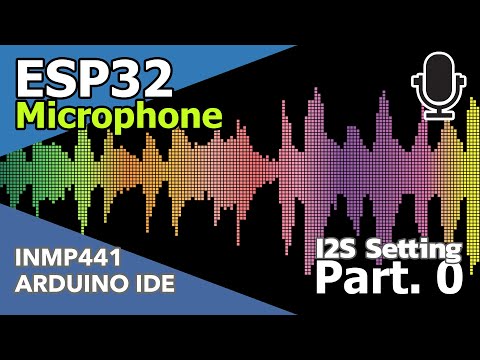 ESP32
Microphone
INMP441
ARDUINO IDE
I2S Setting
Part. 0